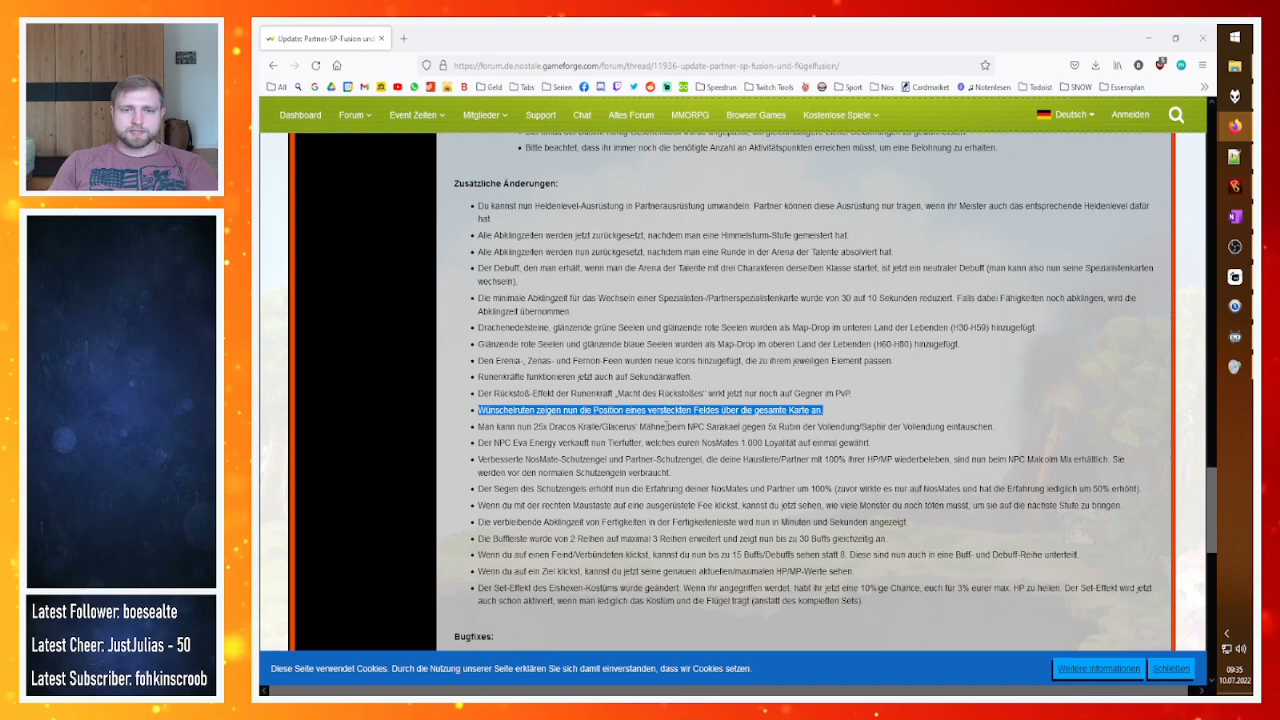 Update: Partner-SP-Fusion und
https://forum.de.nostale.gameforge.com/forum/thread/11936-update-partner-sp-fusion-und-flügelfusion/
All
Geld
Tabs
Serien
Speedrun
Twitch Tools
Sport
Nos
Cardmarket
Notenlesen
Todoist
SNOW
Essensplan
Dashboard
Forum
Event Zeiten
Mitglieder
Support
Chat
Altes Forum
MMORPG
Browser Games
Kostenlose Spiele
Deutsch
Anmelden
• Bitte beachtet, dass ihr immer noch die benötigte Anzahl an Aktivitätspunkten erreichen müsst, um eine Belohnung zu erhalten.
Zusätzliche Änderungen:
• Du kannst nun Heldenlevel-Ausrüstung in Partnerausrüstung umwandeln. Partner können diese Ausrüstung nur tragen, wenn ihr Meister auch das entsprechende Heldenlevel dafür
hat.
• Alle Abklingzeiten werden jetzt zurückgesetzt, nachdem man eine Himmelsturm-Stufe gemeistert hat.
• Alle Abklingzeiten werden nun zurückgesetzt, nachdem man eine Runde in der Arena der Talente absolviert hat.
• Der Debuff, den man erhält, wenn man die Arena der Talente mit drei Charakteren derselben Klasse startet, ist jetzt ein neutraler Debuff (man kann also nun seine Spezialistenkarten
wechseln).
• Die minimale Abklingzeit für das Wechseln einer Spezialisten-/Partnerspezialistenkarte wurde von 30 auf 10 Sekunden reduziert. Falls dabei Fähigkeiten noch abklingen, wird die
Abklingzeit übernommen.
• Drachenedelsteine, glänzende grüne Seelen und glänzende rote Seelen wurden als Map-Drop im unteren Land der Lebenden (H30-H59) hinzugefügt.
• Glänzende rote Seelen und glänzende blaue Seelen wurden als Map-Drop im oberen Land der Lebenden (H60-H80) hinzugefügt.
• Den Erenia-, Zenas- und Fernon-Feen wurden neue Icons hinzugefügt, die zu ihrem jeweiligen Element passen.
• Runenkräfte funktionieren jetzt auch auf Sekundärwaffen.
• Der Rückstoß-Effekt der Runenkraft „Macht des Rückstoßes“ wirkt jetzt nur noch auf Gegner im PvP.
• Wünschelruten zeigen nun die Position eines versteckten Feldes über die gesamte Karte an.
• Man kann nun 25x Dracos Kralle/Glacerus' Mähne beim NPC Sarakael gegen 5x Rubin der Vollendung/Saphir der Vollendung eintauschen.
• Der NPC Eva Energy verkauft nun Tierfutter, welches euren NosMates 1.000 Loyalität auf einmal gewährt.
• Verbesserte NosMate-Schutzengel und Partner-Schutzengel, die deine Haustiere/Partner mit 100% ihrer HP/MP wiederbeleben, sind nun beim NPC Malcolm Mix erhältlich. Sie
werden vor den normalen Schutzengeln verbraucht.
• Der Segen des Schutzengels erhöht nun die Erfahrung deiner NosMates und Partner um 100% (zuvor wirkte es nur auf NosMates und hat die Erfahrung lediglich um 50% erhöht).
• Wenn du mit der rechten Maustaste auf eine ausgerüstete Fee klickst, kannst du jetzt sehen, wie viele Monster du noch töten musst, um sie auf die nächste Stufe zu bringen.
• Die verbleibende Abklingzeit von Fertigkeiten in der Fertigkeitenleiste wird nun in Minuten und Sekunden angezeigt.
• Die Buffleiste wurde von 2 Reihen auf maximal 3 Reihen erweitert und zeigt nun bis zu 30 Buffs gleichzeitig an.
• Wenn du auf einen Feind/Verbündeten klickst, kannst du nun bis zu 15 Buffs/Debuffs sehen statt 8. Diese sind nun auch in eine Buff- und Debuff-Reihe unterteilt.
• Wenn du auf ein Ziel klickst, kannst du jetzt seine genauen aktuellen/maximalen HP/MP-Werte sehen.
• Der Set-Effekt des Eishexen-Kostüms wurde geändert: Wenn ihr angegriffen werdet, habt ihr jetzt eine 10%ige Chance, euch für 3% eurer max. HP zu heilen. Der Set-Effekt wird jetzt
auch schon aktiviert, wenn man lediglich das Kostüm und die Flügel trägt (anstatt des kompletten Sets).
Bugfixes:
Diese Seite verwendet Cookies. Durch die Nutzung unserer Seite erklären Sie sich damit einverstanden, dass wir Cookies setzen.
Weitere Informationen
Schließen
Latest Follower: boesealte
Latest Cheer: JustJulias - 50
Latest Subscriber: fohkinscroob
09:35
10.07.2022